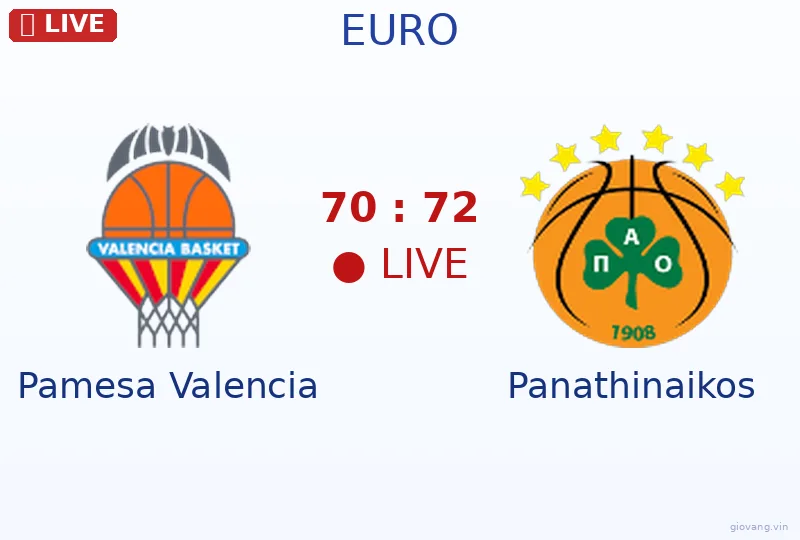 LIVE
EURO
70 : 72
● LIVE
VALENCIA BASKET
Α
Π Ο
1908
Pamesa Valencia
Panathinaikos
giovang.vin